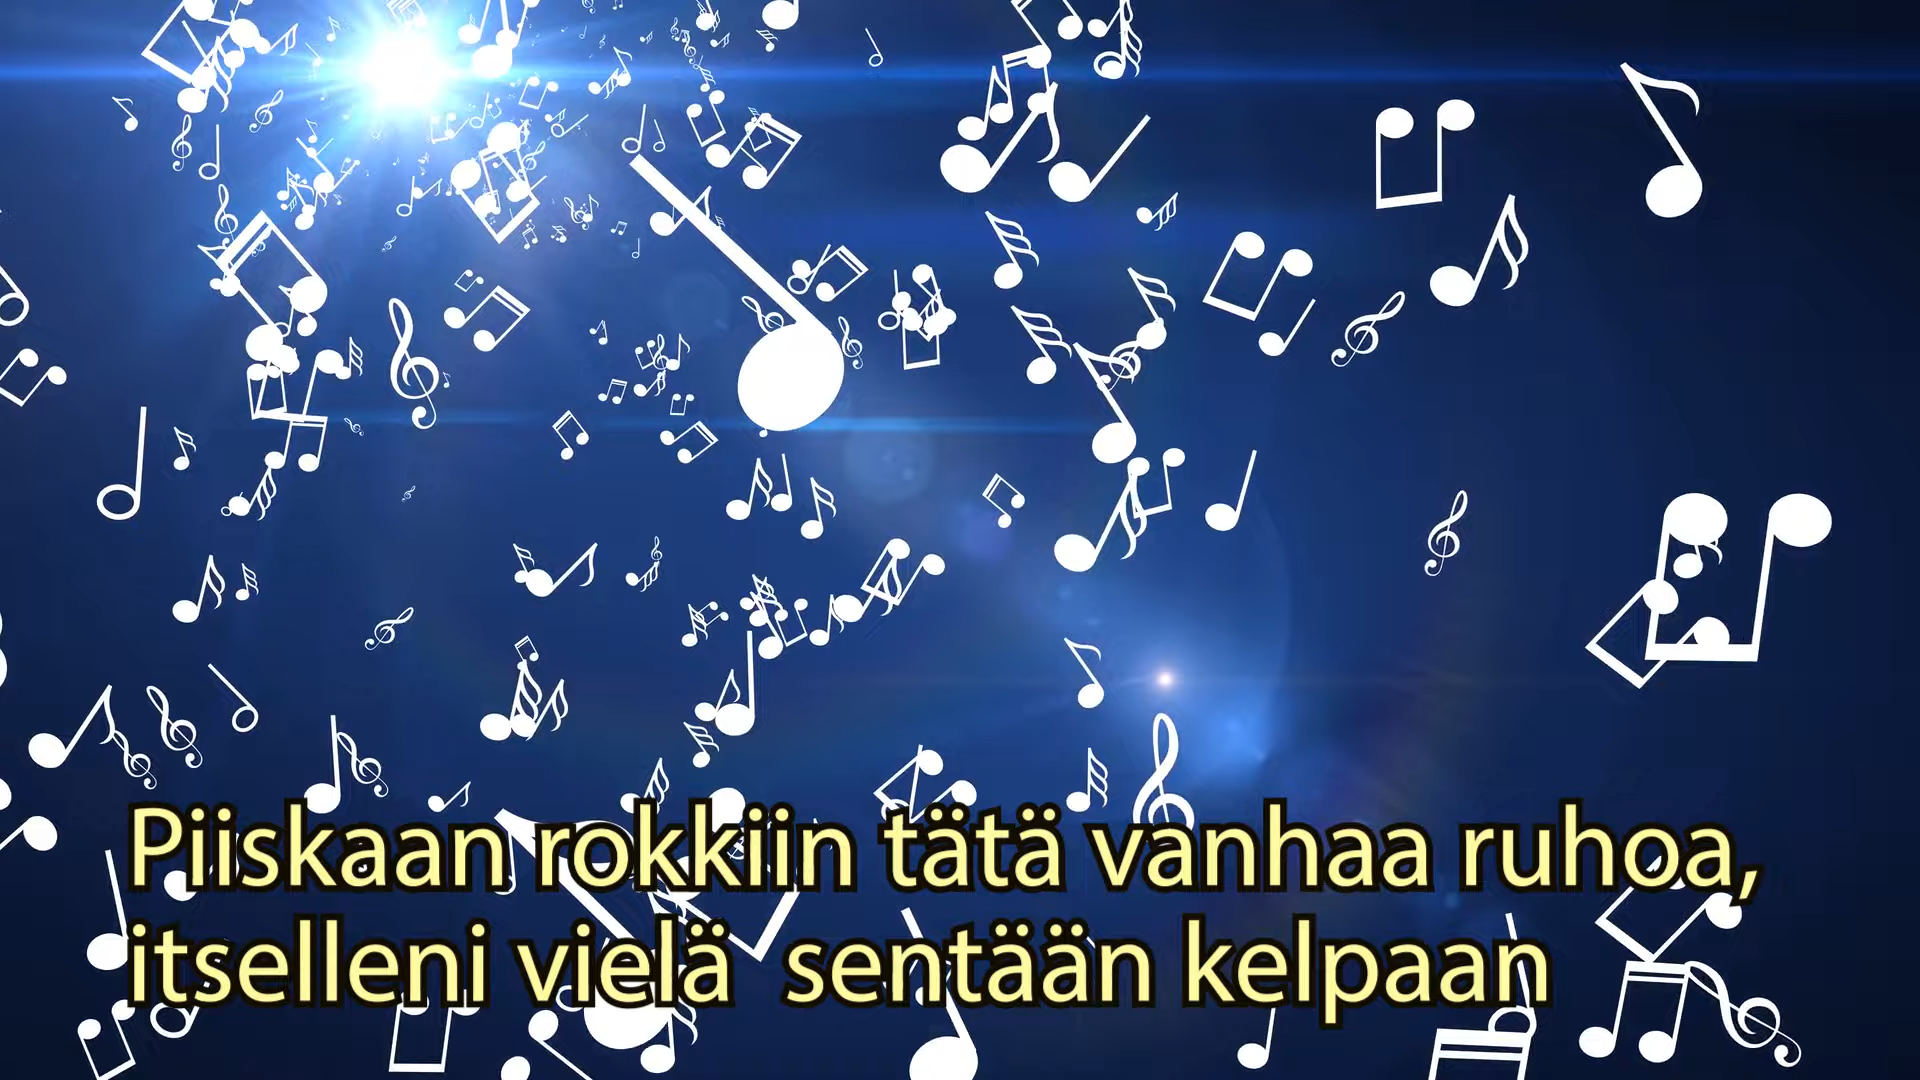 Piiskaan rokkiin tätä vanhaa ruhoa,
itselleni vielä  sentään kelpaan